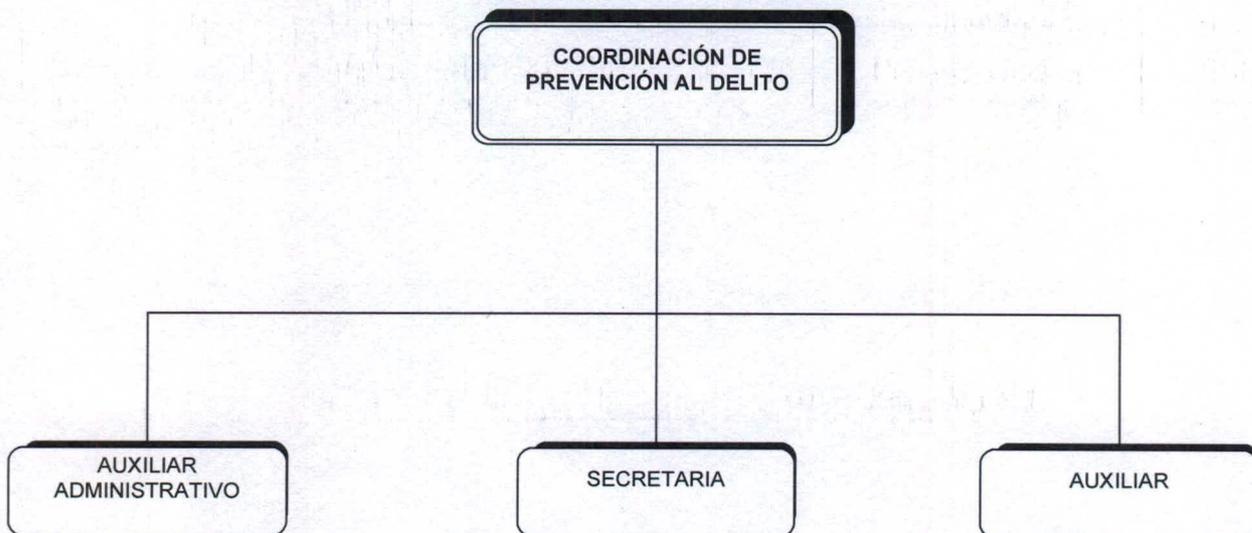 COORDINACIÓN DE
PREVENCIÓN AL DELITO
AUXILIAR
ADMINISTRATIVO
SECRETARIA
AUXILIAR